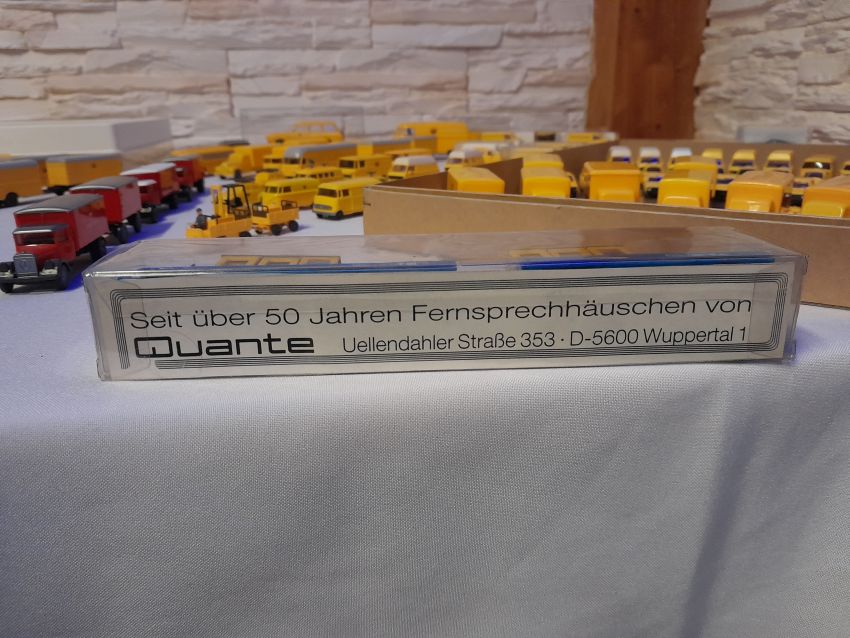 Seit über 50 Jahren Fernsprechhäuschen von
Quante Uellendahler Straße 353 · D-5600 Wuppertal 1